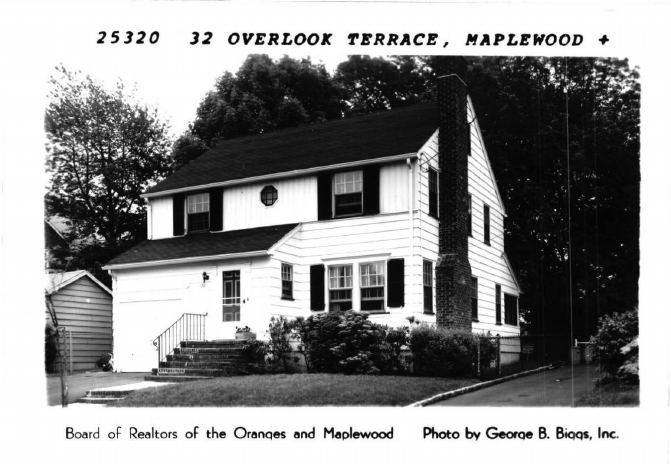 25320 32 OVERLOOK TERRACE, MAPLEWOOD +
Board of Realtors of the Oranges and Maplewood Photo by George B. Biggs, Inc.